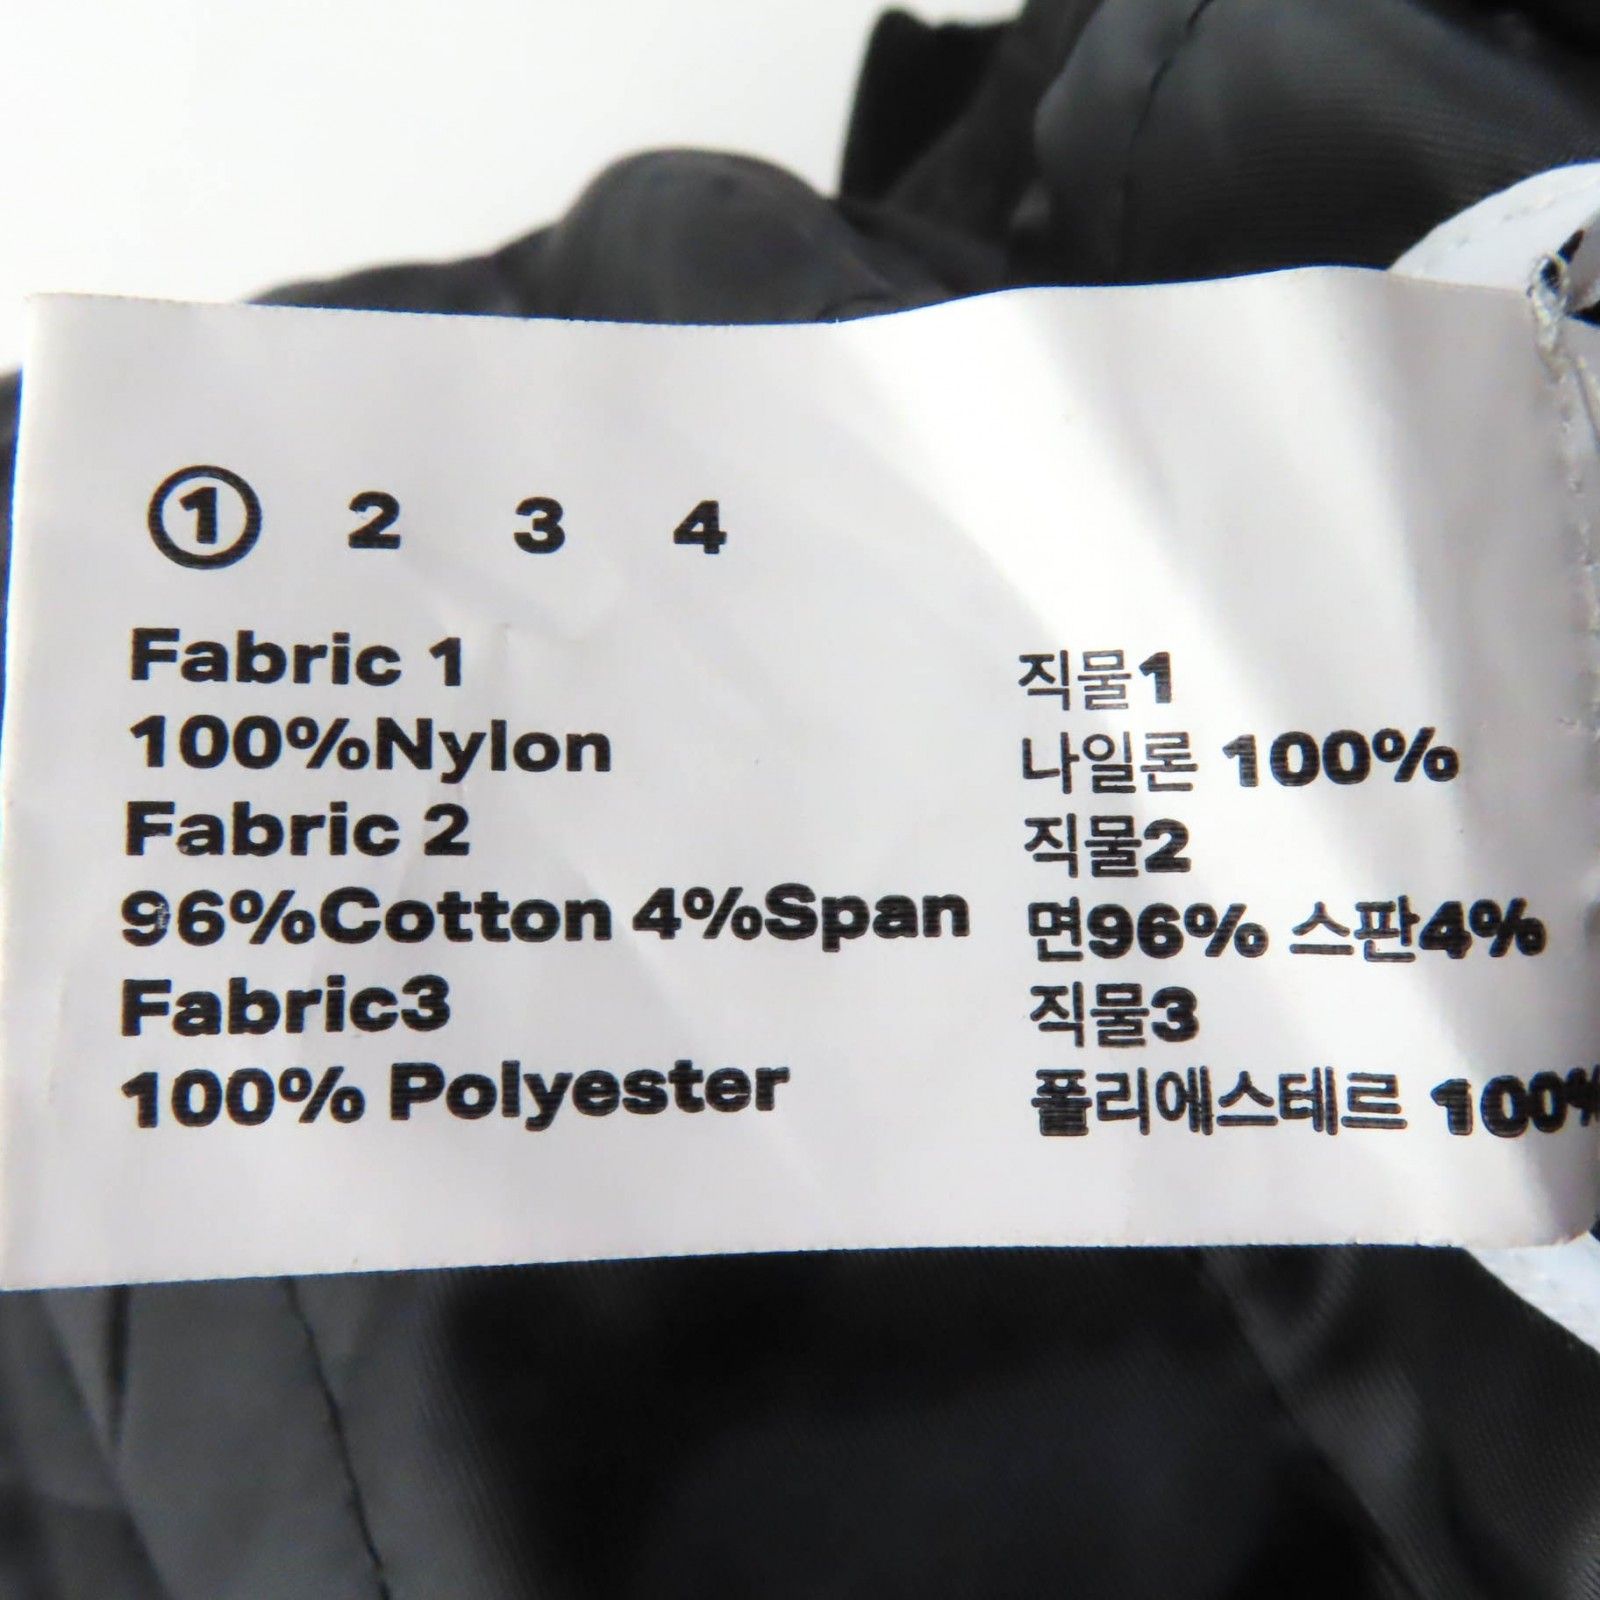 ① 2 3 4
Fabric 1
100%Nylon
Fabric 2
96%Cotton 4%Span
Fabric3
100% Polyester
직물1
나일론 100%
직물2
면96% 스판4%
직물3
폴리에스테르 100%